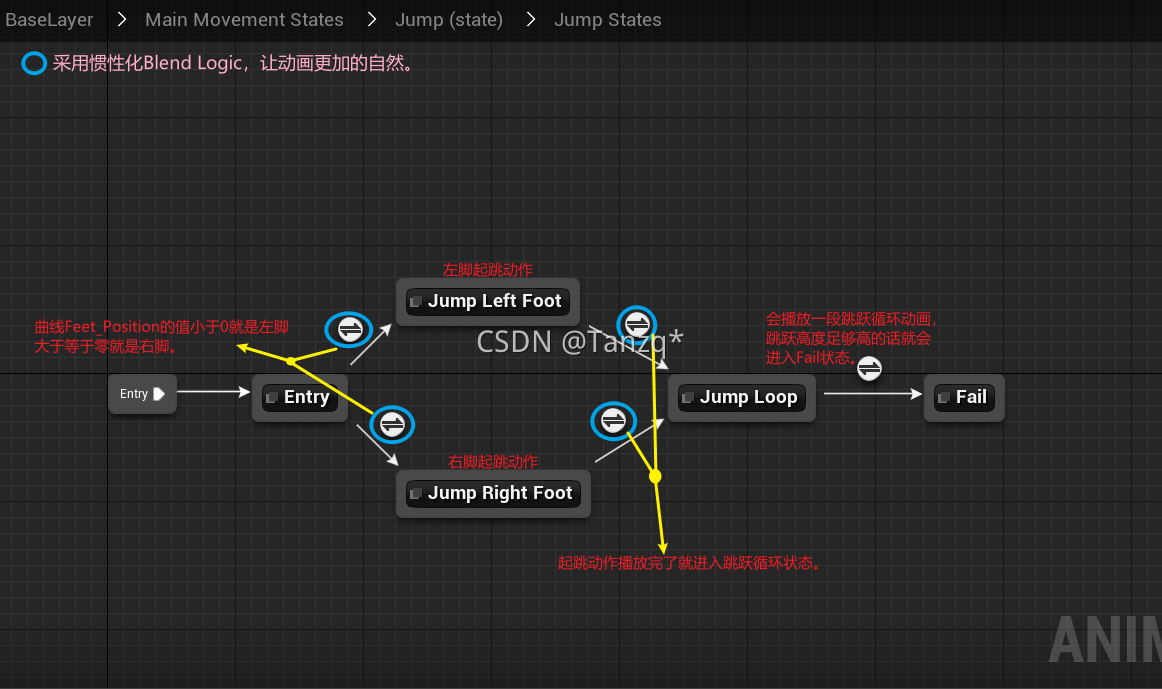 BaseLayer > Main Movement States > Jump (state) > Jump States
采用惯性化Blend Logic，让动画更加的自然。
左脚起跳动作
Jump Left Foot
曲线Feet_Position的值小于0就是左脚
大于等于零就是右脚。
CSDN @Tanzq*
会播放一段跳跃循环动画，
跳跃高度足够高的话就会
进入Fail状态。
Entry
Entry
Jump Loop
Fail
右脚起跳动作
Jump Right Foot
起跳动作播放完了就进入跳跃循环状态。
ANIM